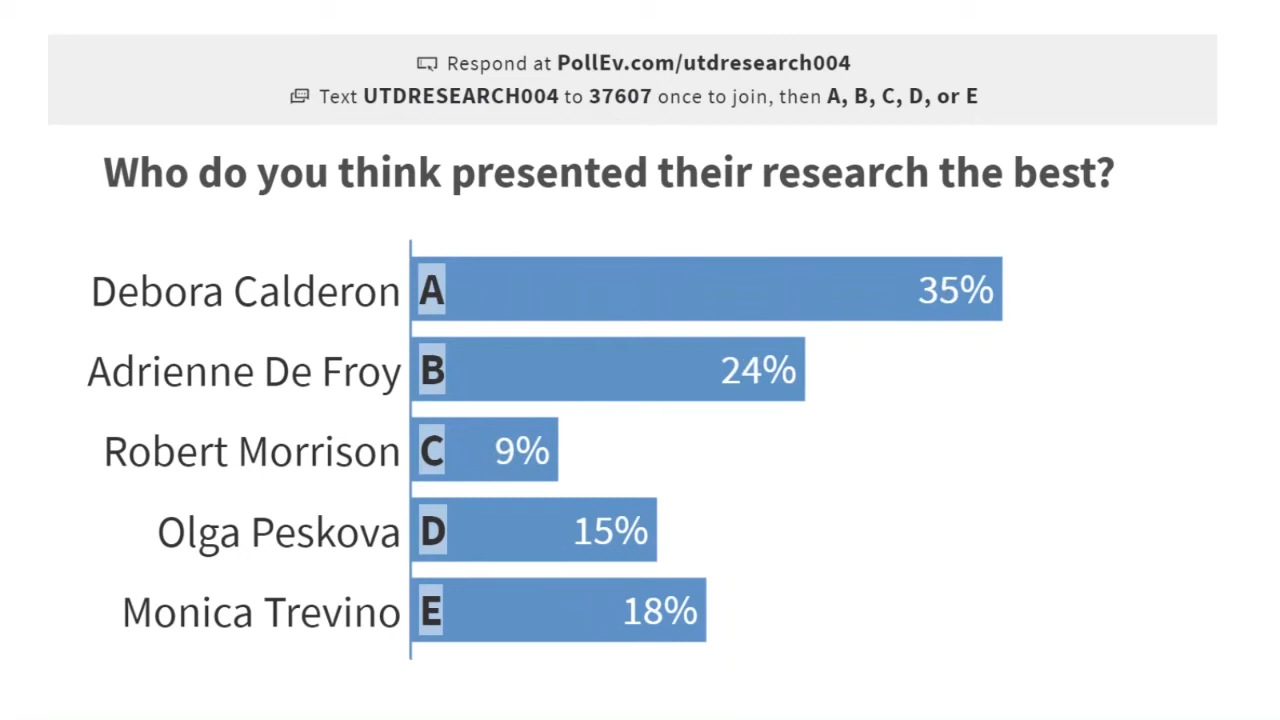 Respond at PollEv.com/utdresearch004
Text UTDRESEARCH004 to 37607 once to join, then A, B, C, D, or E
Who do you think presented their research the best?
Debora Calderon A 35%
Adrienne De Froy B 24%
Robert Morrison C 9%
Olga Peskova D 15%
Monica Trevino E 18%